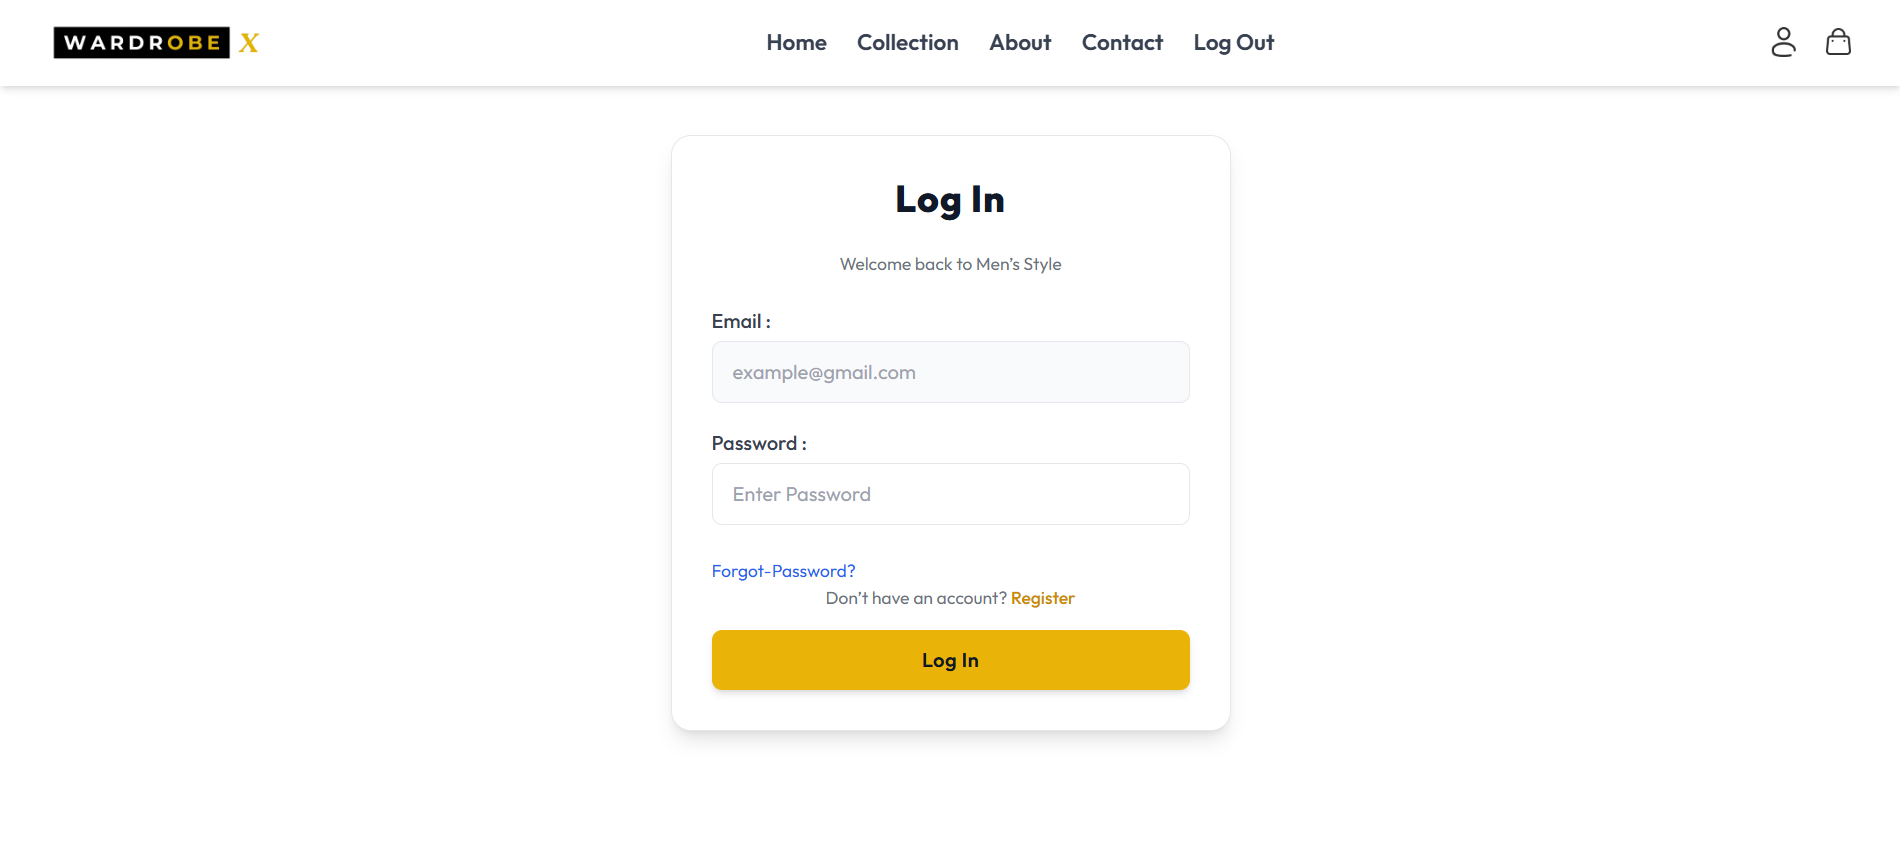 WARDROBE X
Home Collection About Contact Log Out
Log In
Welcome back to Men’s Style
Email :
example@gmail.com
Password :
Enter Password
Forgot-Password?
Don’t have an account? Register
Log In